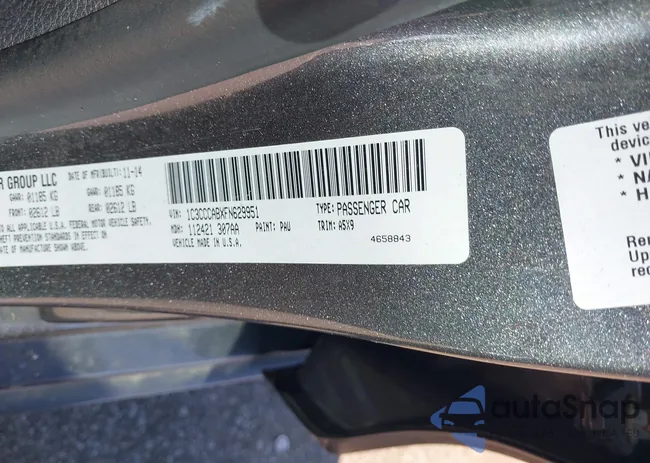 R GROUP LLC DATE OF MFR(BUILT): 11-14
GAWR: 01185 KG GAWR: 01185 KG
FRONT: 02612 LB REAR: 02612 LB
ALL APPLICABLE U.S.A. FEDERAL MOTOR VEHICLE SAFETY,
THEFT PREVENTION STANDARDS IN EFFECT ON
DATE OF MANUFACTURE SHOWN ABOVE.
VIN: 1C3CCCABXFN629951 TYPE: PASSENGER CAR
MDH: 112421 307AA PAINT: PAU TRIM: A5X9
VEHICLE MADE IN U.S.A. 4658843
This ve
device
* VI
* NA
* H
Ren
Up
rec
autoSnap